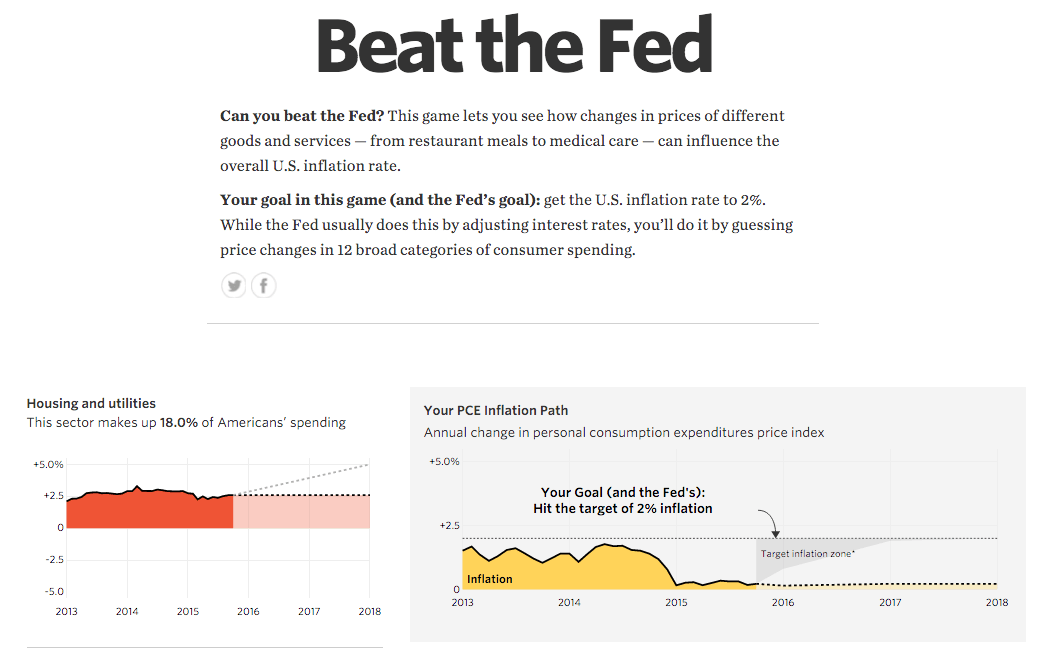 Beat the Fed
Can you beat the Fed? This game lets you see how changes in prices of different
goods and services — from restaurant meals to medical care — can influence the
overall U.S. inflation rate.
Your goal in this game (and the Fed’s goal): get the U.S. inflation rate to 2%.
While the Fed usually does this by adjusting interest rates, you’ll do it by guessing
price changes in 12 broad categories of consumer spending.
Housing and utilities
This sector makes up 18.0% of Americans’ spending
+5.0%
+2.5
0
-2.5
-5.0
2013 2014 2015 2016 2017 2018
Your PCE Inflation Path
Annual change in personal consumption expenditures price index
+5.0%
Your Goal (and the Fed's):
Hit the target of 2% inflation
+2.5
Target inflation zone*
Inflation
0
2013 2014 2015 2016 2017 2018